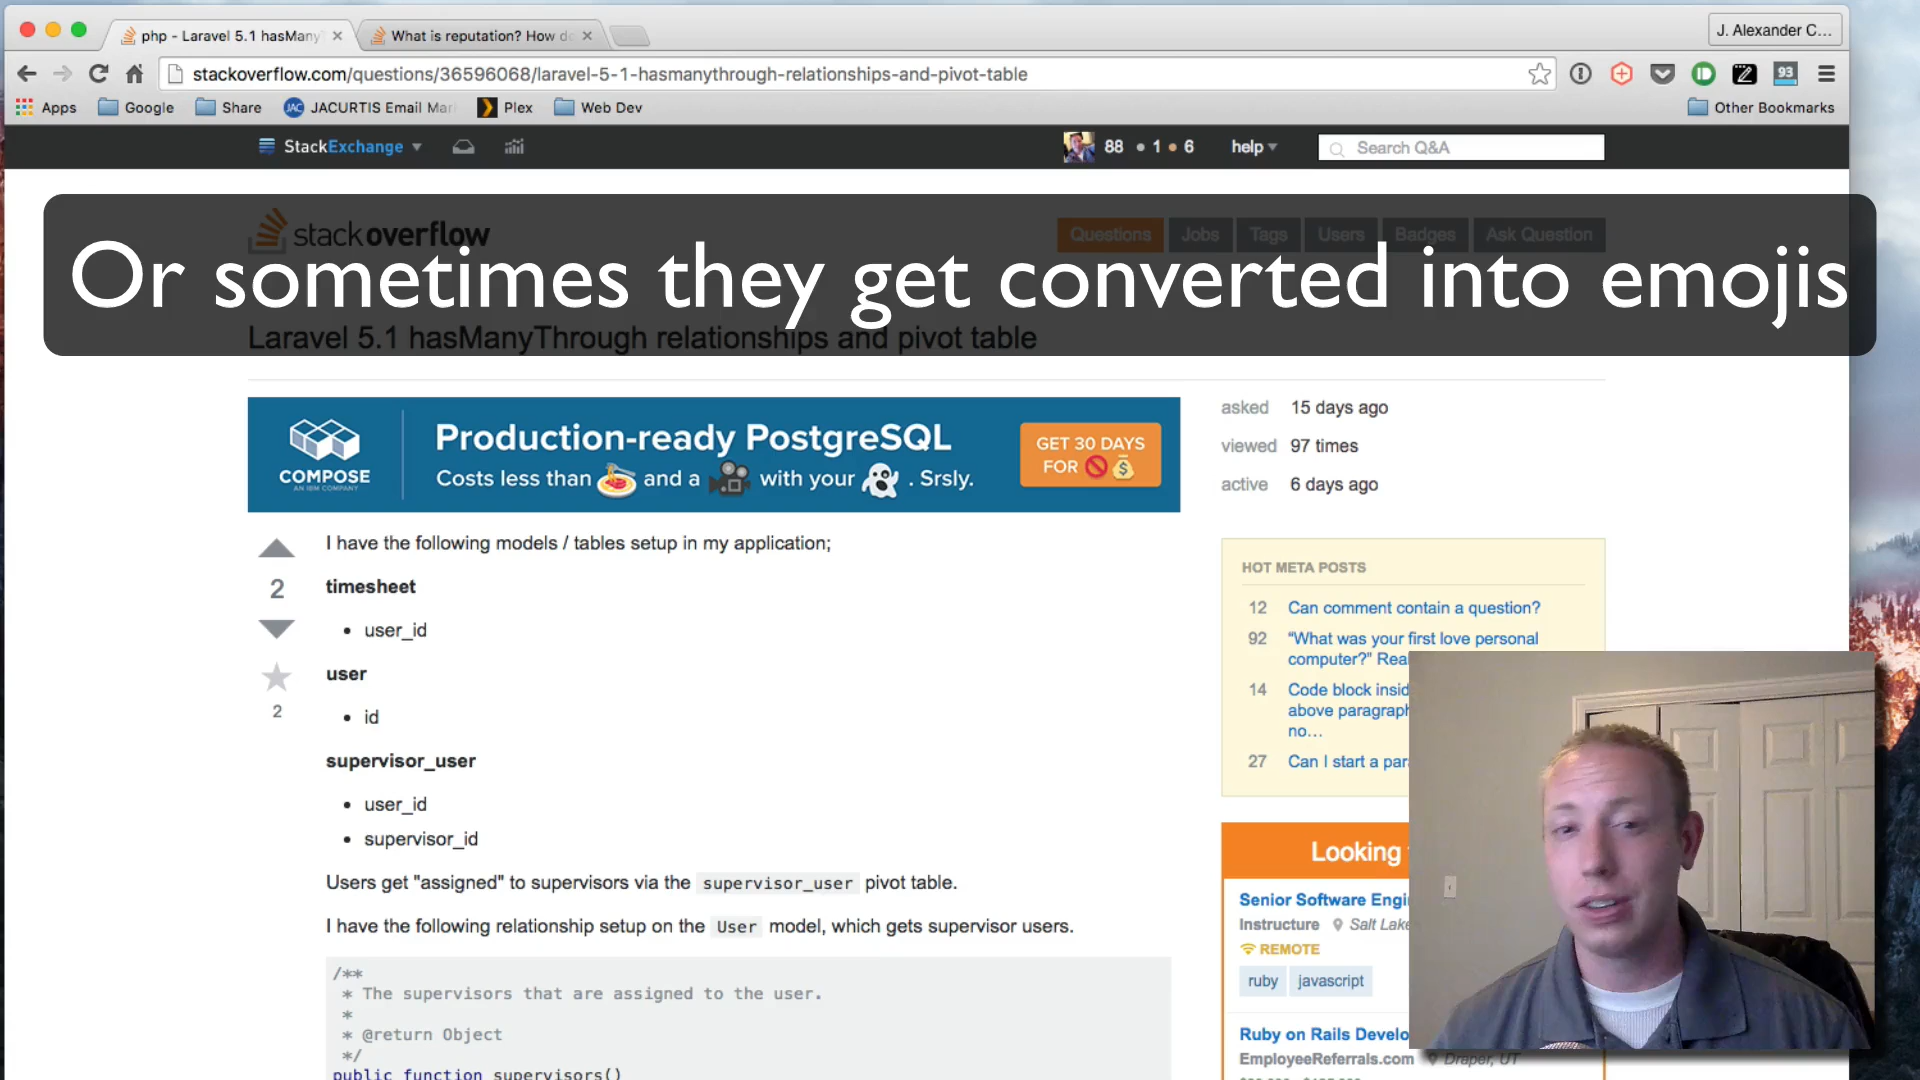 php - Laravel 5.1 hasMany
What is reputation? How do
J. Alexander C...
stackoverflow.com/questions/36596068/laravel-5-1-hasmanythrough-relationships-and-pivot-table
93
Apps
Google
Share
JAC
JACURTIS Email Mar
Plex
Web Dev
Other Bookmarks
StackExchange
88 1 6
help
Search Q&A
stackoverflow
Questions
Jobs
Tags
Users
Badges
Ask Question
Or sometimes they get converted into emojis
Laravel 5.1 hasManyThrough relationships and pivot table
COMPOSE
AN IBM COMPANY
Production-ready PostgreSQL
Costs less than 🍝 and a 🎥 with your 👻 . Srsly.
GET 30 DAYS
FOR 🚫 💰
asked 15 days ago
viewed 97 times
active 6 days ago
2
2
I have the following models / tables setup in my application;
timesheet
• user_id
user
• id
supervisor_user
• user_id
• supervisor_id
Users get "assigned" to supervisors via the supervisor_user pivot table.
I have the following relationship setup on the User model, which gets supervisor users.
/**
* The supervisors that are assigned to the user.
*
* @return Object
*/
public function supervisors()
HOT META POSTS
12 Can comment contain a question?
92 “What was your first love personal
computer?” Rea
14 Code block insid
above paragraph
no…
27 Can I start a par
Looking
Senior Software Engi
Instructure Salt Lake
REMOTE
ruby javascript
Ruby on Rails Develo
EmployeeReferrals.com Draper, UT